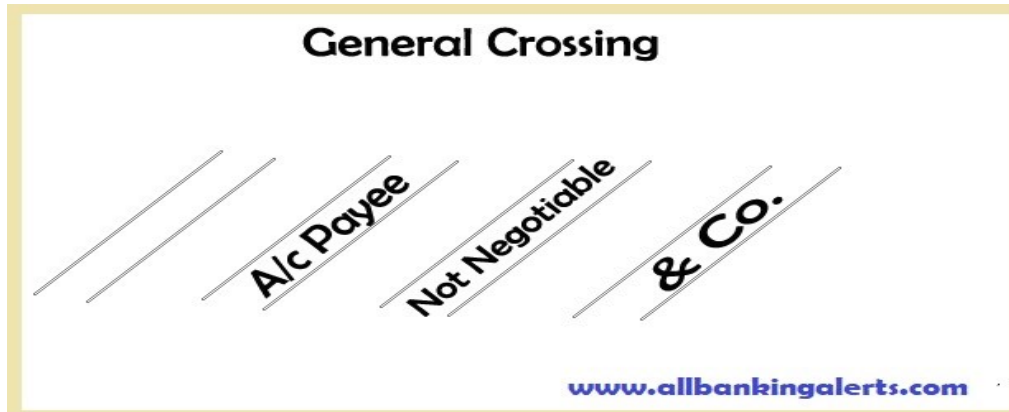 General Crossing
A/c Payee
Not Negotiable
& Co.
www.allbankingalerts.com